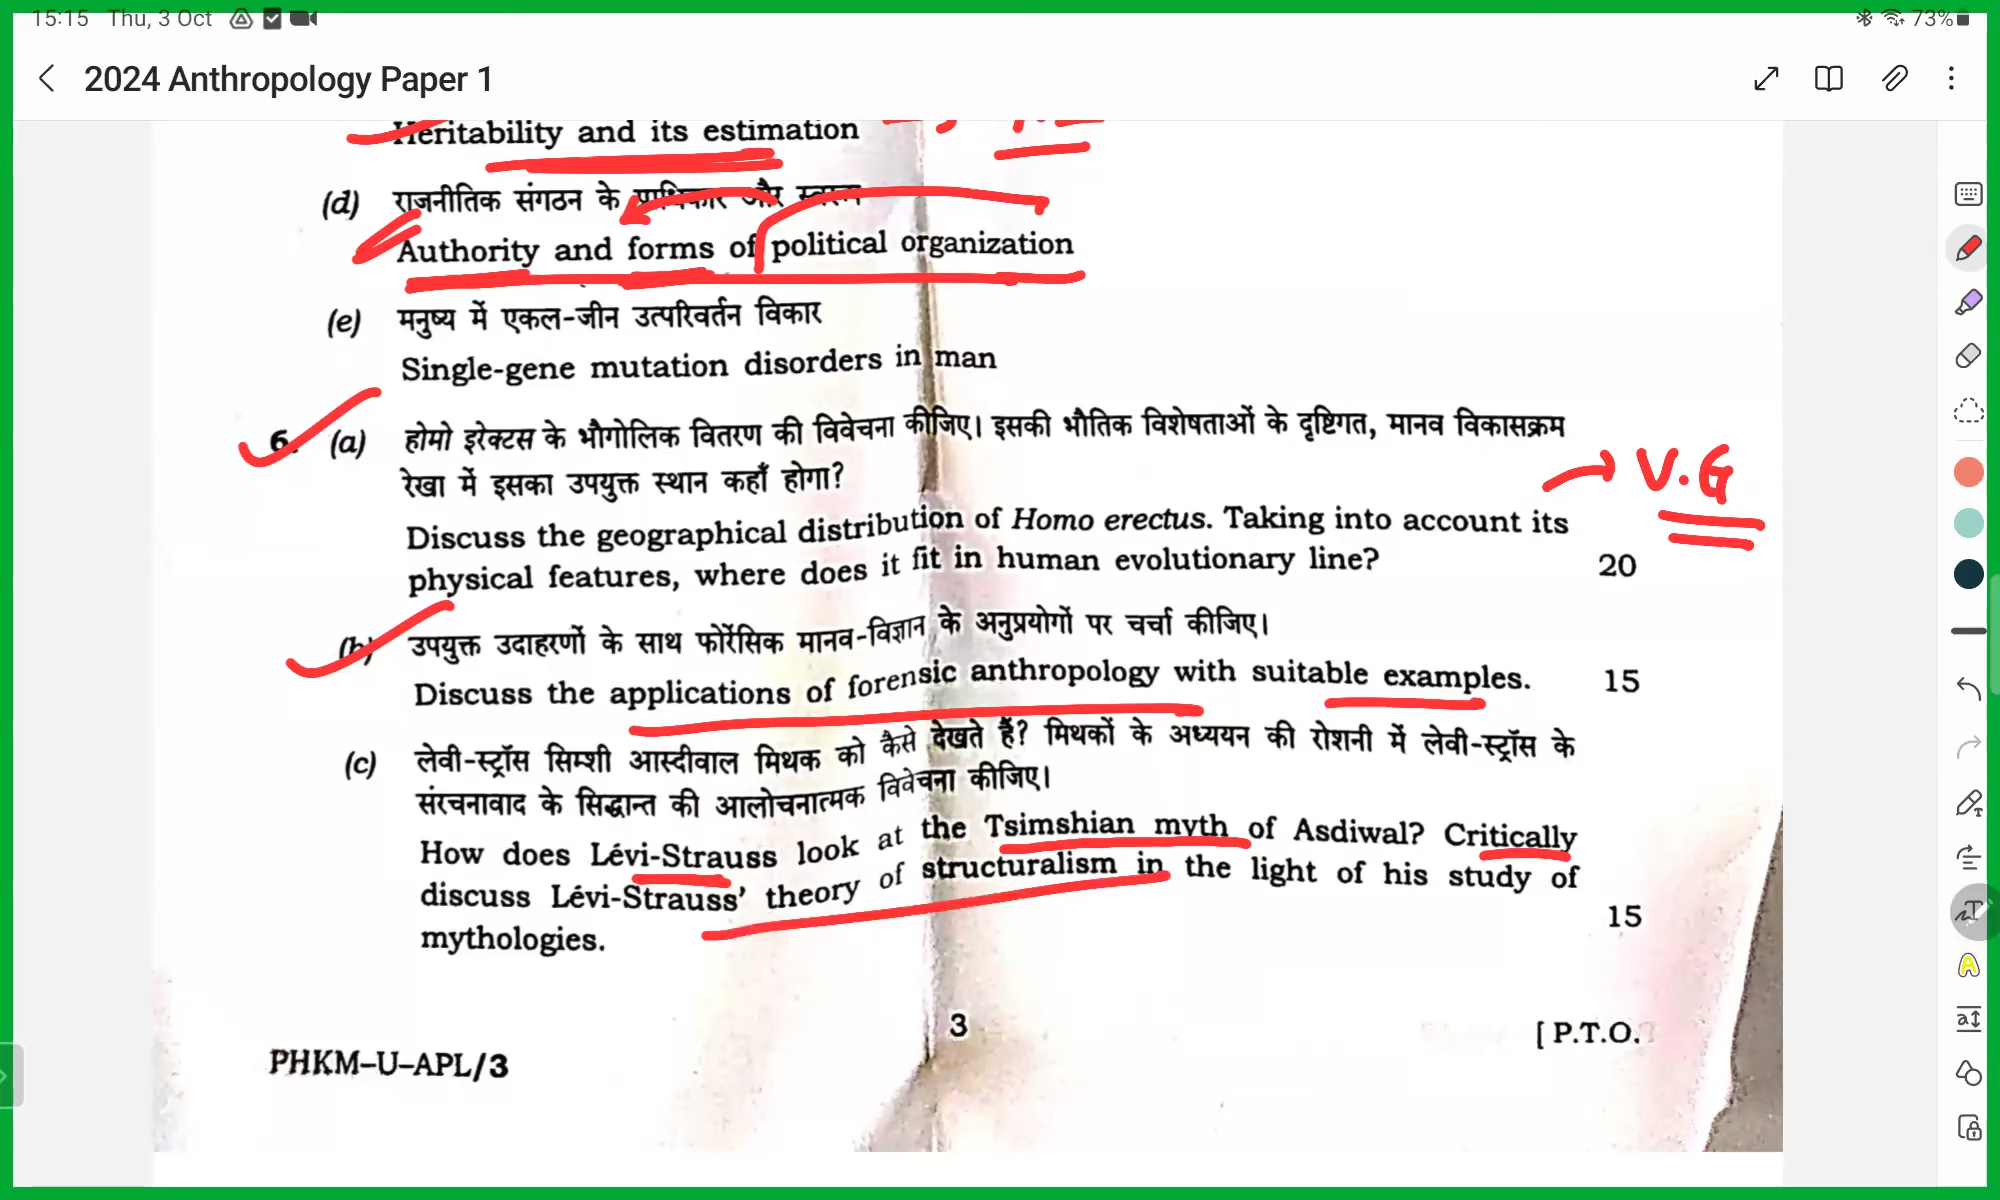 15:15 Thu, 3 Oct
73%
2024 Anthropology Paper 1
Heritability and its estimation
(d) राजनीतिक संगठन के प्राधिकार और स्वरूप
Authority and forms of political organization
(e) मनुष्य में एकल-जीन उत्परिवर्तन विकार
Single-gene mutation disorders in man
6. (a) होमो इरेक्टस के भौगोलिक वितरण की विवेचना कीजिए। इसकी भौतिक विशेषताओं के दृष्टिगत, मानव विकासक्रम
रेखा में इसका उपयुक्त स्थान कहाँ होगा?
V.G
Discuss the geographical distribution of Homo erectus. Taking into account its
physical features, where does it fit in human evolutionary line? 20
(b) उपयुक्त उदाहरणों के साथ फोरेंसिक मानव-विज्ञान के अनुप्रयोगों पर चर्चा कीजिए।
Discuss the applications of forensic anthropology with suitable examples. 15
(c) लेवी-स्ट्रॉस सिम्शी आस्दीवाल मिथक को कैसे देखते हैं? मिथकों के अध्ययन की रोशनी में लेवी-स्ट्रॉस के
संरचनावाद के सिद्धान्त की आलोचनात्मक विवेचना कीजिए।
How does Lévi-Strauss look at the Tsimshian myth of Asdiwal? Critically
discuss Lévi-Strauss' theory of structuralism in the light of his study of
mythologies. 15
3
[ P.T.O.
PHKM-U-APL/3